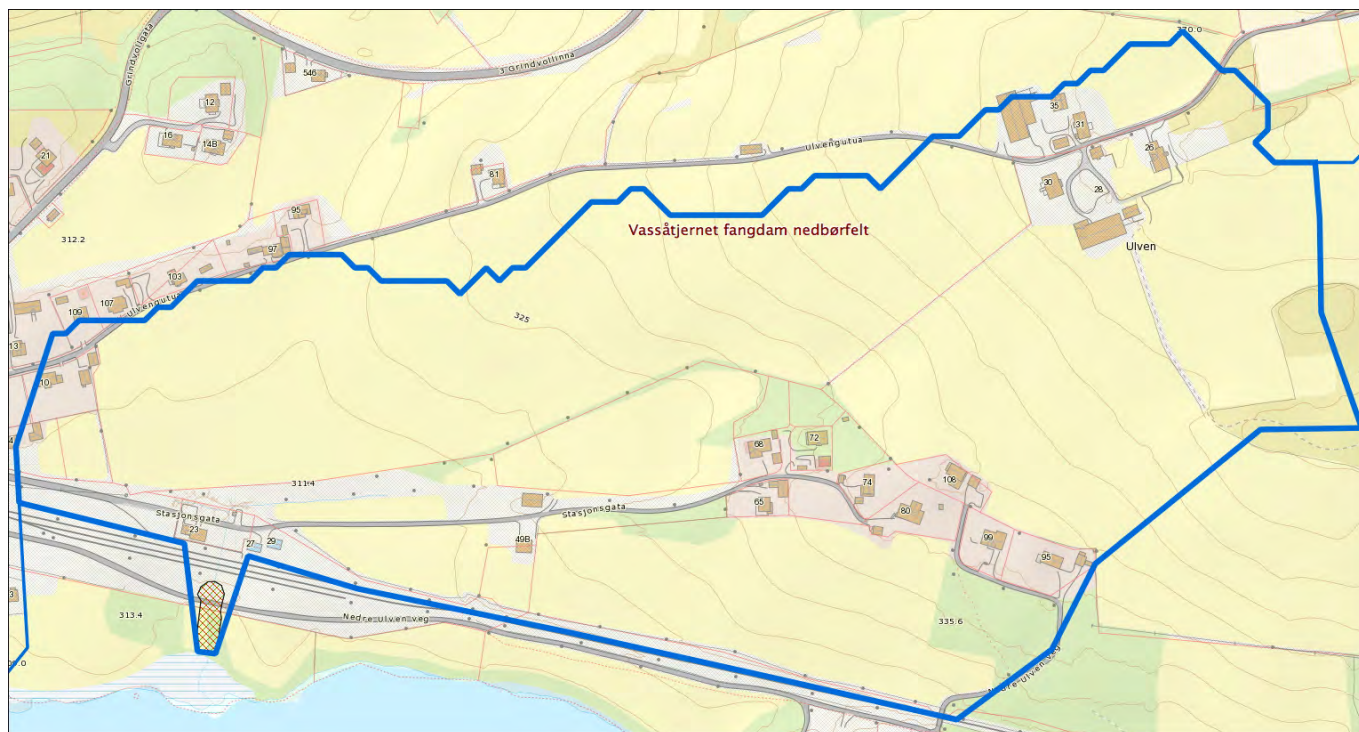 370.0
Grindvollgata
3 Grindvollinna
546
12
16
14B
21
35
31
26
30
28
Ulvengutua
81
Vassåtjernet fangdam nedbørfelt
Ulven
95
97
312.2
103
107
Ulvengutua
109
13
10
325
68
72
74
108
65
80
99
95
311.4
Stasjonsgata
Stasjonsgata
23
27
29
49B
313.4
Nedre Ulven veg
335.6
Nedre Ulven veg